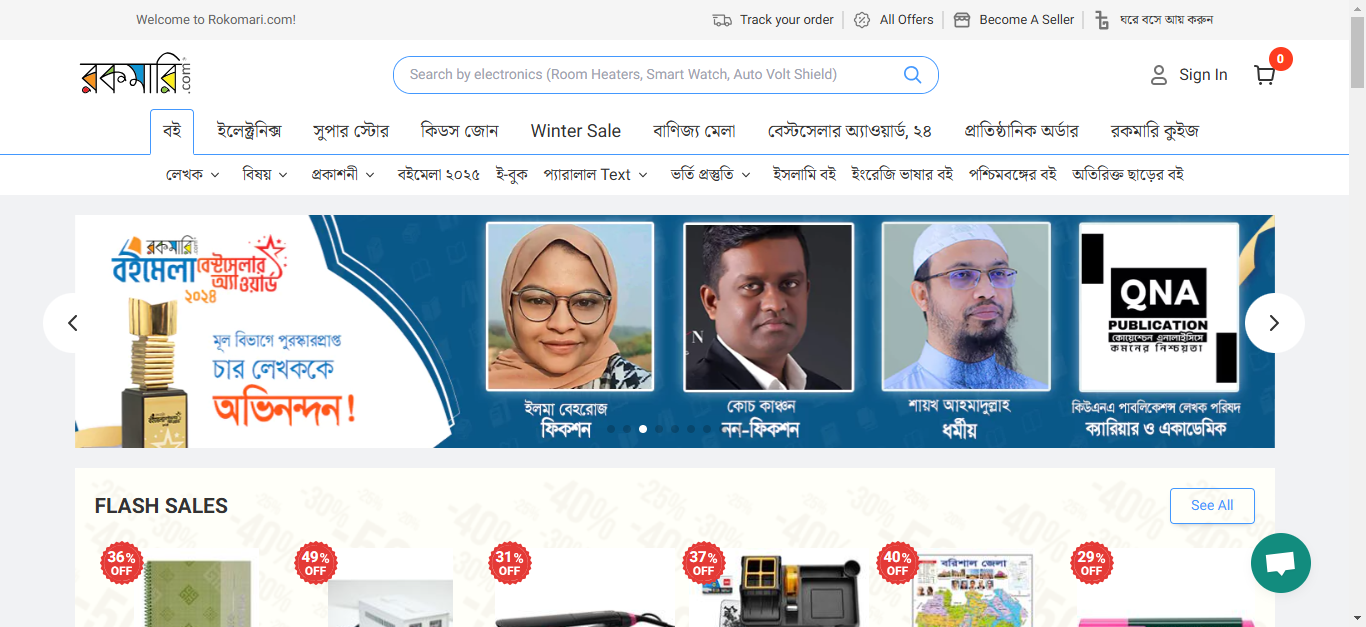 Welcome to Rokomari.com!
Track your order
All Offers
Become A Seller
ঘরে বসে আয় করুন
রকমারি.com
Search by electronics (Room Heaters, Smart Watch, Auto Volt Shield)
Sign In
0
বই ইলেক্ট্রনিক্স সুপার স্টোর কিডস জোন Winter Sale বাণিজ্য মেলা বেস্টসেলার অ্যাওয়ার্ড, ২৪ প্রাতিষ্ঠানিক অর্ডার রকমারি কুইজ
লেখক বিষয় প্রকাশনী বইমেলা ২০২৫ ই-বুক প্যারালাল Text ভর্তি প্রস্তুতি ইসলামি বই ইংরেজি ভাষার বই পশ্চিমবঙ্গের বই অতিরিক্ত ছাড়ের বই
রকমারি.com
বইমেলা বেস্টসেলার
অ্যাওয়ার্ড
২০২৪
মূল বিভাগে পুরস্কারপ্রাপ্ত
চার লেখককে
অভিনন্দন!
ইলমা বেহরোজ
ফিকশন
N
কোচ কাঞ্চন
নন-ফিকশন
শায়খ আহমাদুল্লাহ
ধর্মীয়
QNA
PUBLICATION
কোয়েশ্চেন এনালাইসিসে
কমনের নিশ্চয়তা
কিউএনএ পাবলিকেশন্স লেখক পরিষদ
ক্যারিয়ার ও একাডেমিক
FLASH SALES
See All
36%
OFF
49%
OFF
31%
OFF
37%
OFF
40%
OFF
বরিশাল জেলা
29%
OFF